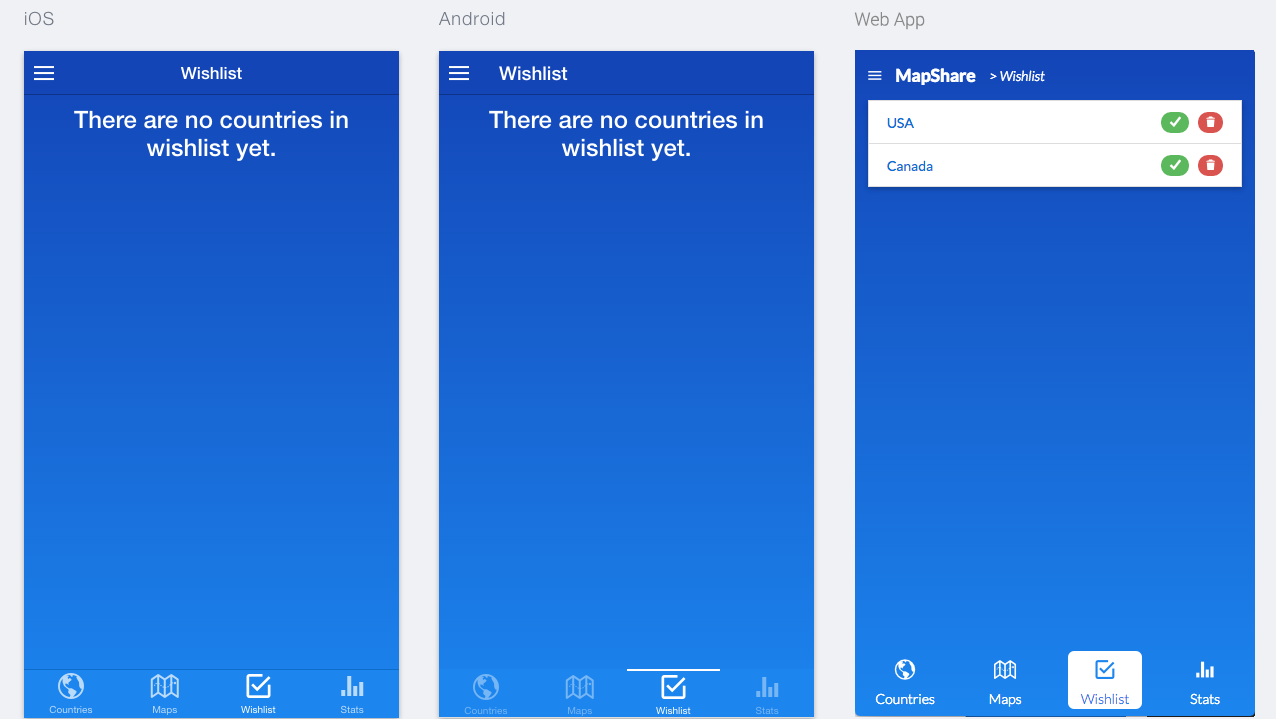 iOS
Android
Web App
Wishlist
There are no countries in
wishlist yet.
Countries
Maps
Wishlist
Stats
Wishlist
There are no countries in
wishlist yet.
Countries
Maps
Wishlist
Stats
MapShare > Wishlist
USA
Canada
Countries
Maps
Wishlist
Stats